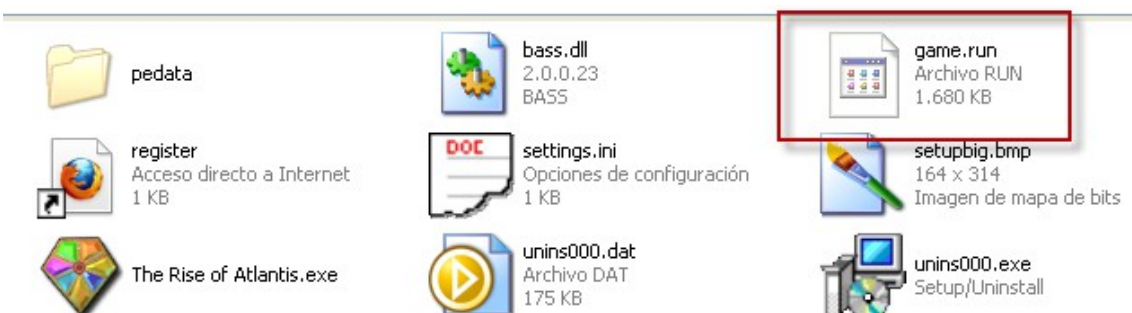 pedata
bass.dll
2.0.0.23
BASS
game.run
Archivo RUN
1.680 KB
register
Acceso directo a Internet
1 KB
DOC
settings.ini
Opciones de configuración
1 KB
setupbig.bmp
164 x 314
Imagen de mapa de bits
The Rise of Atlantis.exe
unins000.dat
Archivo DAT
175 KB
unins000.exe
Setup/Uninstall